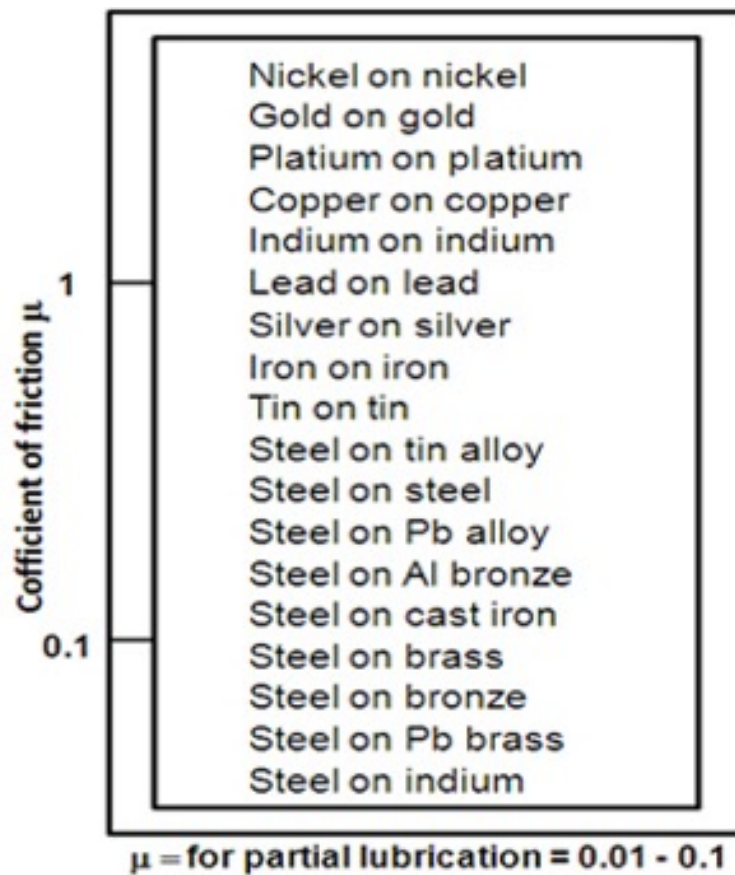 Nickel on nickel
Gold on gold
Platium on platium
Copper on copper
Indium on indium
1
Lead on lead
Silver on silver
Iron on iron
Tin on tin
Steel on tin alloy
Steel on steel
Steel on Pb alloy
Steel on Al bronze
Steel on cast iron
0.1
Steel on brass
Steel on bronze
Steel on Pb brass
Steel on indium
Cofficient of friction μ
μ = for partial lubrication = 0.01 - 0.1